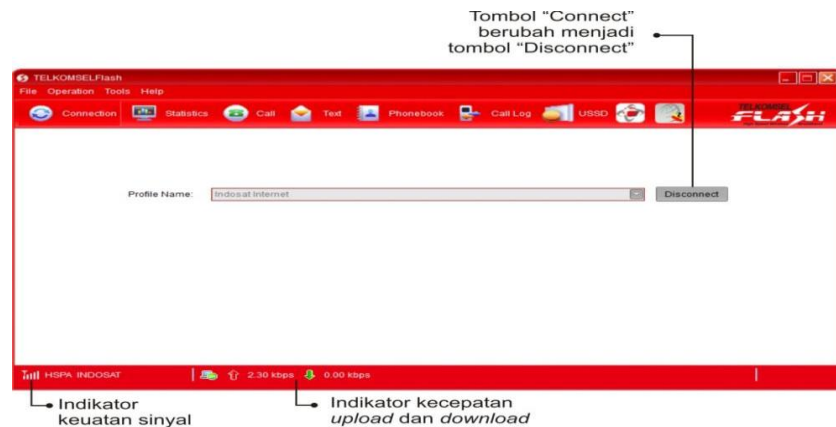 Tombol “Connect”
berubah menjadi
tombol “Disconnect”
TELKOMSELFlash
File Operation Tools Help
Connection Statistics Call Text Phonebook Call Log USSD
TELKOMSEL
FLASH
Profile Name: Indosat Internet Disconnect
HSPA INDOSAT 2.30 kbps 0.00 kbps
Indikator
keuatan sinyal
Indikator kecepatan
upload dan download